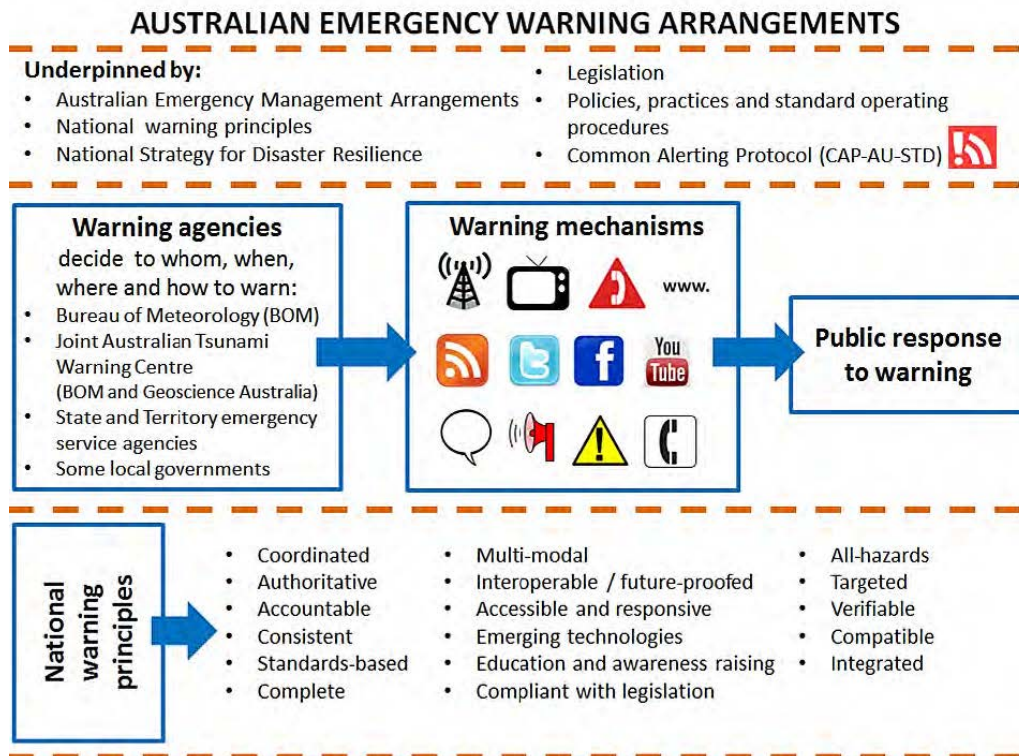 AUSTRALIAN EMERGENCY WARNING ARRANGEMENTS
Underpinned by:
• Australian Emergency Management Arrangements
• National warning principles
• National Strategy for Disaster Resilience
• Legislation
• Policies, practices and standard operating
procedures
• Common Alerting Protocol (CAP-AU-STD)
Warning agencies
decide to whom, when,
where and how to warn:
• Bureau of Meteorology (BOM)
• Joint Australian Tsunami
Warning Centre
(BOM and Geoscience Australia)
• State and Territory emergency
service agencies
• Some local governments
Warning mechanisms
www.
You
Tube
Public response
to warning
National
warning
principles
• Coordinated
• Authoritative
• Accountable
• Consistent
• Standards-based
• Complete
• Multi-modal
• Interoperable / future-proofed
• Accessible and responsive
• Emerging technologies
• Education and awareness raising
• Compliant with legislation
• All-hazards
• Targeted
• Verifiable
• Compatible
• Integrated